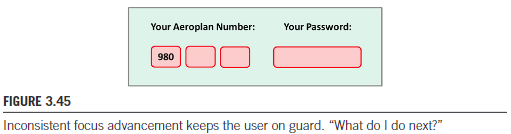 Your Aeroplan Number: Your Password:
980
FIGURE 3.45
Inconsistent focus advancement keeps the user on guard. “What do I do next?”